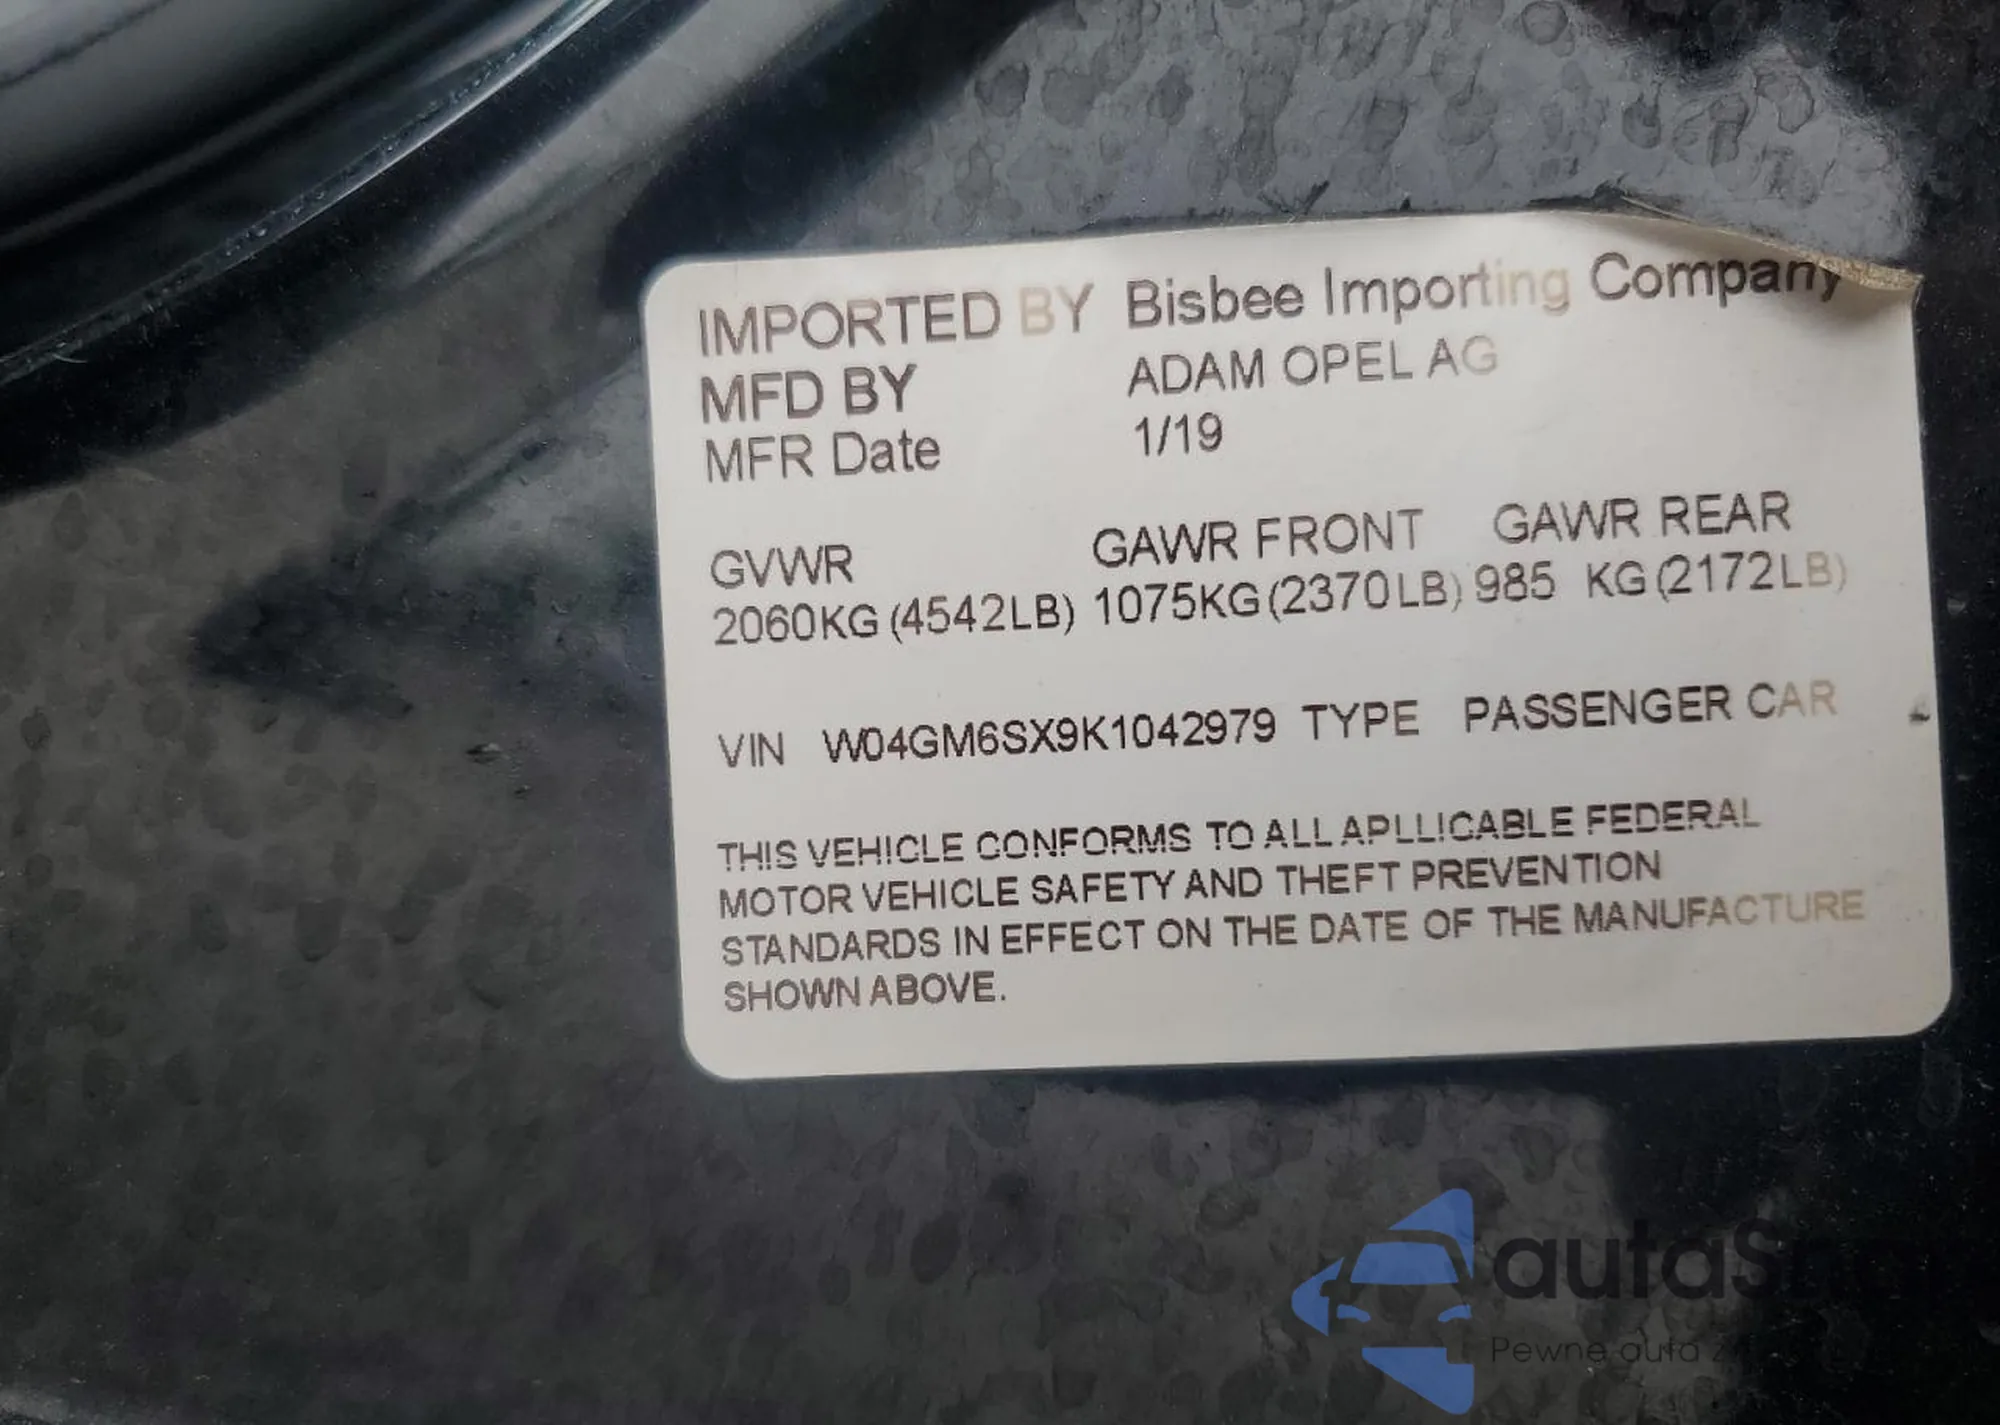 IMPORTED BY Bisbee Importing Company
MFD BY ADAM OPEL AG
MFR Date 1/19
GVWR GAWR FRONT GAWR REAR
2060KG (4542LB) 1075KG (2370LB) 985 KG (2172LB)
VIN W04GM6SX9K1042979 TYPE PASSENGER CAR
THIS VEHICLE CONFORMS TO ALL APLLICABLE FEDERAL
MOTOR VEHICLE SAFETY AND THEFT PREVENTION
STANDARDS IN EFFECT ON THE DATE OF THE MANUFACTURE
SHOWN ABOVE.
Pewne auta